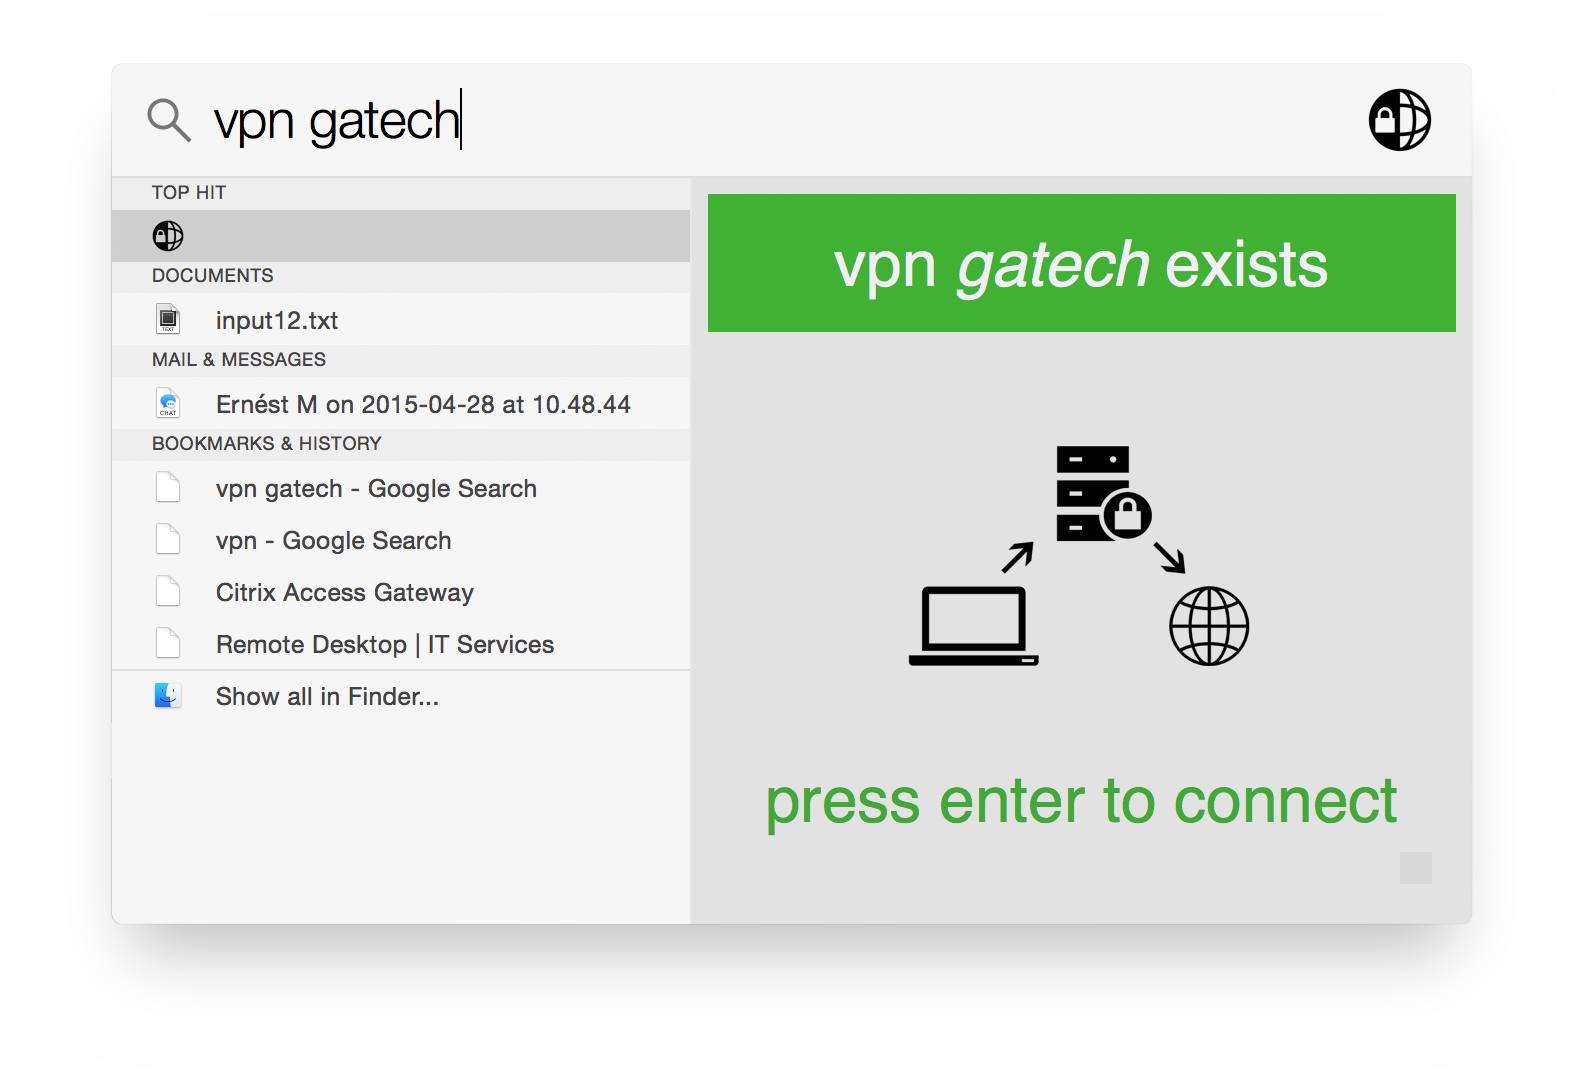 vpn gatech
TOP HIT
DOCUMENTS
TEXT
input12.txt
MAIL & MESSAGES
CHAT
Ernést M on 2015-04-28 at 10.48.44
BOOKMARKS & HISTORY
vpn gatech - Google Search
vpn - Google Search
Citrix Access Gateway
Remote Desktop | IT Services
Show all in Finder...
vpn gatech exists
press enter to connect